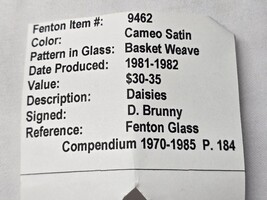 Fenton Item #: 9462
Color: Cameo Satin
Pattern in Glass: Basket Weave
Date Produced: 1981-1982
Value: $30-35
Description: Daisies
Signed: D. Brunny
Reference: Fenton Glass
Compendium 1970-1985 P. 184